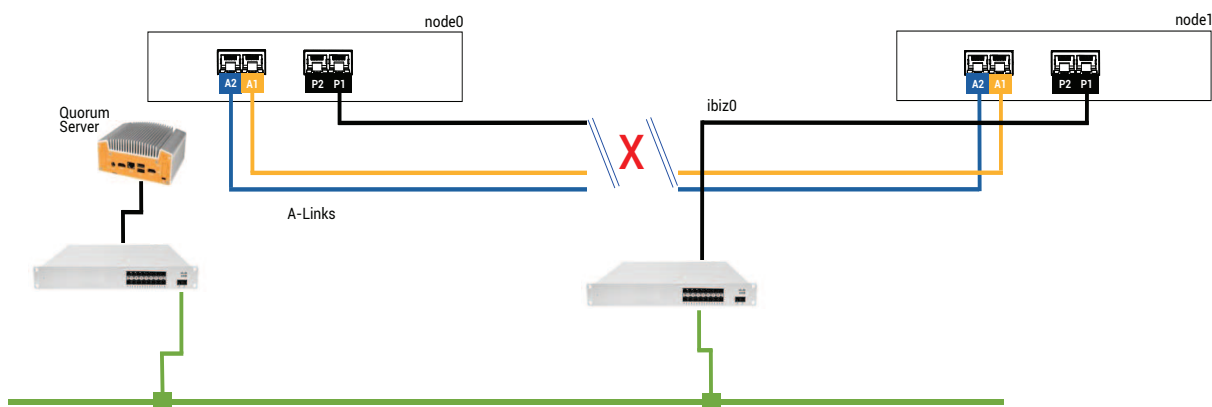 node0
node1
A2 A1
P2 P1
A2 A1
P2 P1
Quorum
Server
ibiz0
X
A-Links